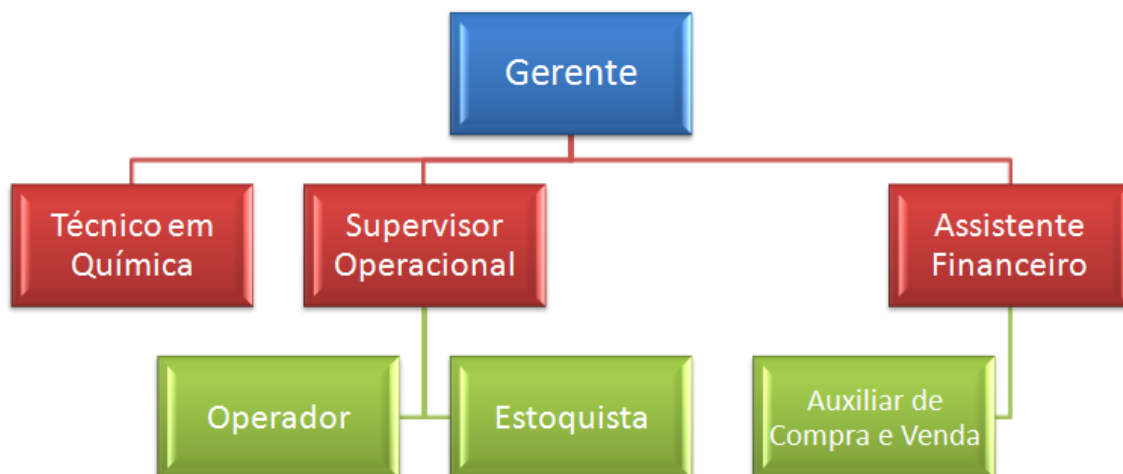 Gerente
Técnico em
Química
Supervisor
Operacional
Assistente
Financeiro
Operador
Estoquista
Auxiliar de
Compra e Venda